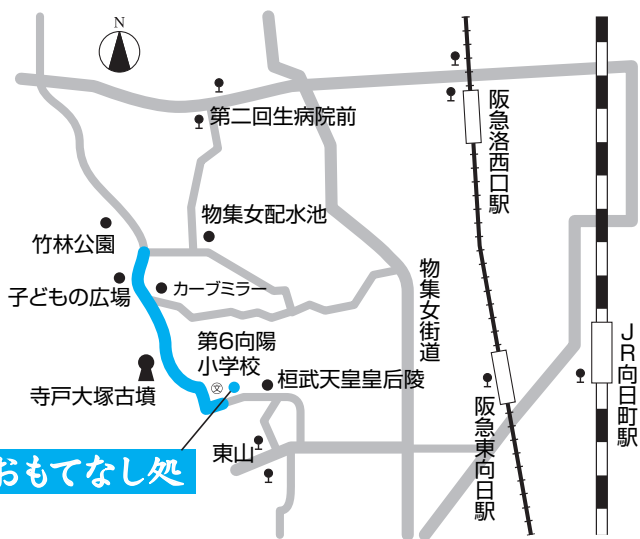 N
第二回生病院前
阪急洛西口駅
物集女配水池
竹林公園
子どもの広場
カーブミラー
物集女街道
第6向陽
小学校
文
桓武天皇皇后陵
寺戸大塚古墳
JR向日町駅
阪急東向日駅
東山
おもてなし処